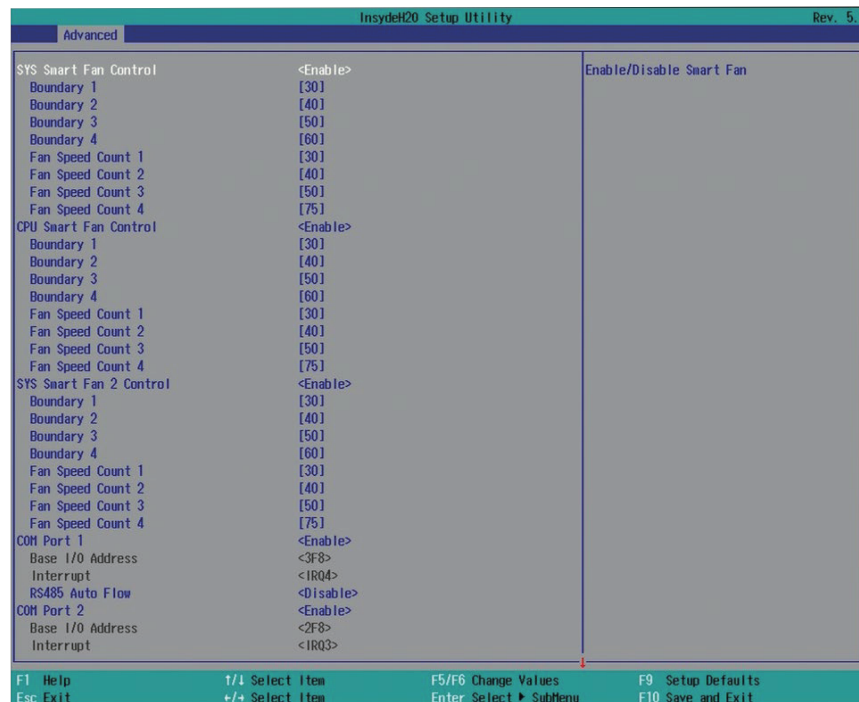 InsydeH20 Setup Utility Rev. 5.
Advanced
SYS Smart Fan Control <Enable> Enable/Disable Smart Fan
Boundary 1 [30]
Boundary 2 [40]
Boundary 3 [50]
Boundary 4 [60]
Fan Speed Count 1 [30]
Fan Speed Count 2 [40]
Fan Speed Count 3 [50]
Fan Speed Count 4 [75]
CPU Smart Fan Control <Enable>
Boundary 1 [30]
Boundary 2 [40]
Boundary 3 [50]
Boundary 4 [60]
Fan Speed Count 1 [30]
Fan Speed Count 2 [40]
Fan Speed Count 3 [50]
Fan Speed Count 4 [75]
SYS Smart Fan 2 Control <Enable>
Boundary 1 [30]
Boundary 2 [40]
Boundary 3 [50]
Boundary 4 [60]
Fan Speed Count 1 [30]
Fan Speed Count 2 [40]
Fan Speed Count 3 [50]
Fan Speed Count 4 [75]
COM Port 1 <Enable>
Base I/O Address <3F8>
Interrupt <IRQ4>
RS485 Auto Flow <Disable>
COM Port 2 <Enable>
Base I/O Address <2F8>
Interrupt <IRQ3>
F1 Help ↑/↓ Select Item F5/F6 Change Values F9 Setup Defaults
Esc Exit ←/→ Select Item Enter Select ▶ SubMenu F10 Save and Exit